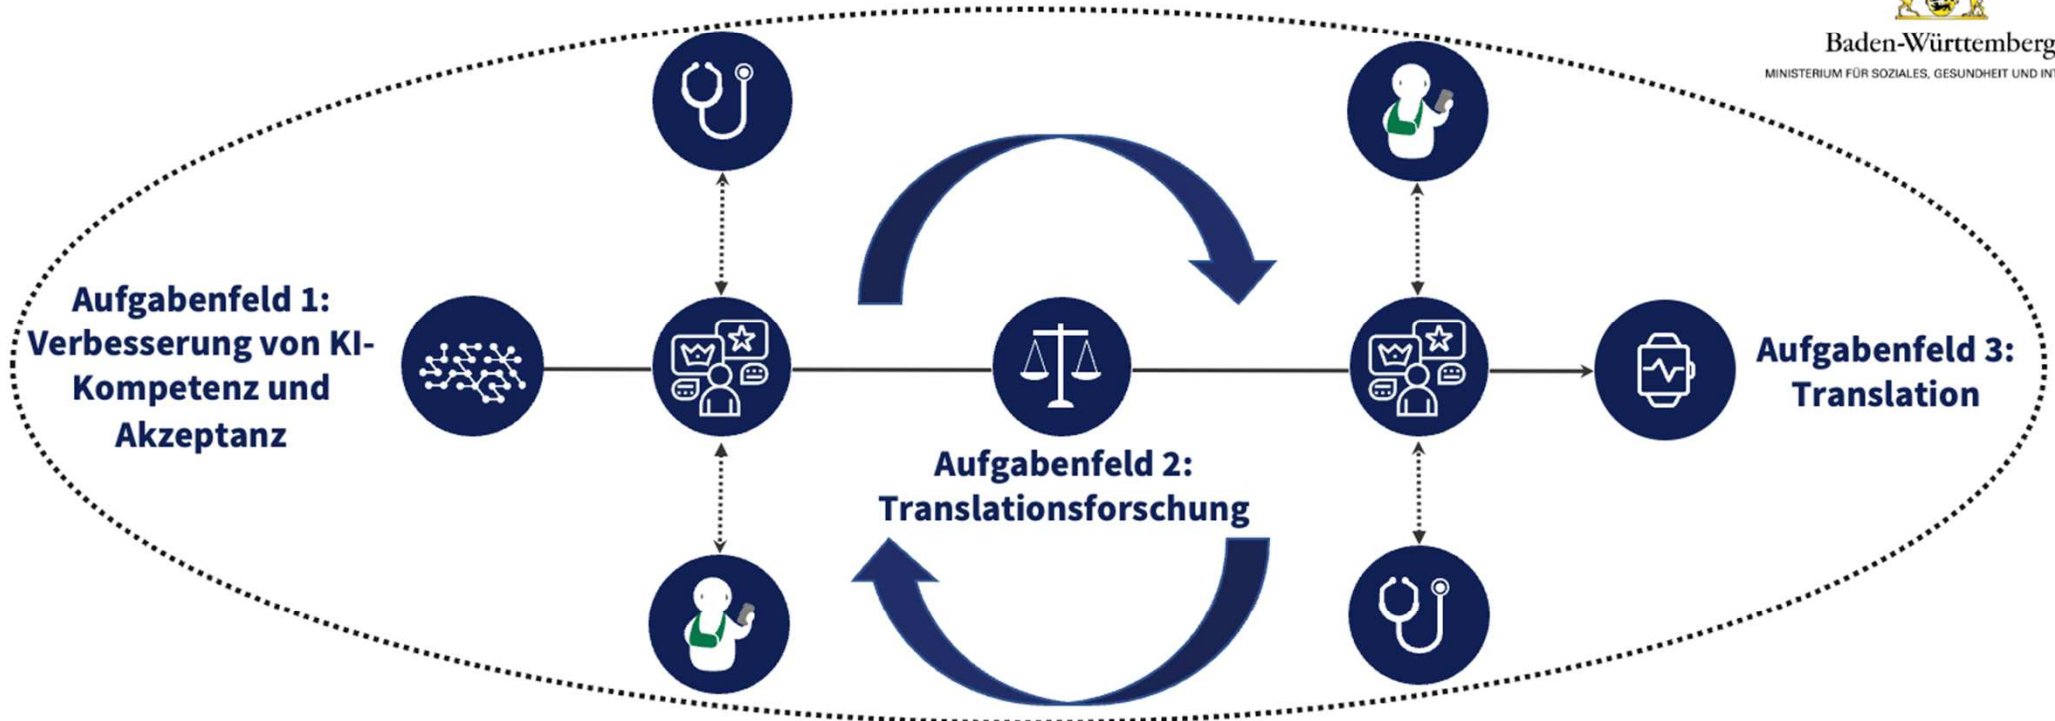 Baden-Württemberg
MINISTERIUM FÜR SOZIALES, GESUNDHEIT UND
Aufgabenfeld 1:
Verbesserung von KI-
Kompetenz und
Akzeptanz
Aufgabenfeld 2:
Translationsforschung
Aufgabenfeld 3:
Translation